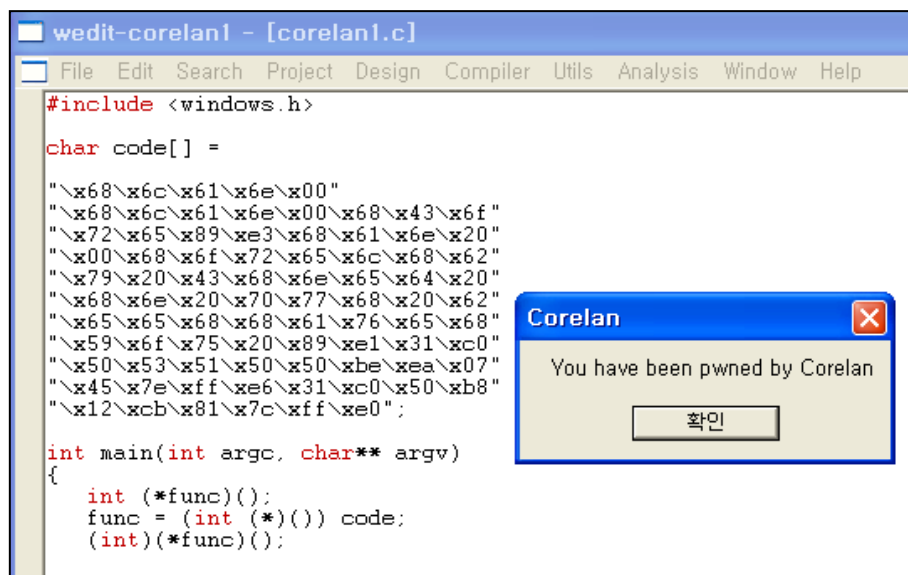 wedit-corelan1 - [corelan1.c]
File Edit Search Project Design Compiler Utils Analysis Window Help
#include <windows.h>
char code[] =
"\x68\x6c\x61\x6e\x00"
"\x68\x6c\x61\x6e\x00\x68\x43\x6f"
"\x72\x65\x89\xe3\x68\x61\x6e\x20"
"\x00\x68\x6f\x72\x65\x6c\x68\x62"
"\x79\x20\x43\x68\x6e\x65\x64\x20"
"\x68\x6e\x20\x70\x77\x68\x20\x62"
"\x65\x65\x68\x68\x61\x76\x65\x68"
"\x59\x6f\x75\x20\x89\xe1\x31\xc0"
"\x50\x53\x51\x50\x50\xbe\xea\x07"
"\x45\x7e\xff\xe6\x31\xc0\x50\xb8"
"\x12\xcb\x81\x7c\xff\xe0";
int main(int argc, char** argv)
{
int (*func)();
func = (int (*)()) code;
(int)(*func)();
Corelan
You have been pwned by Corelan
확인